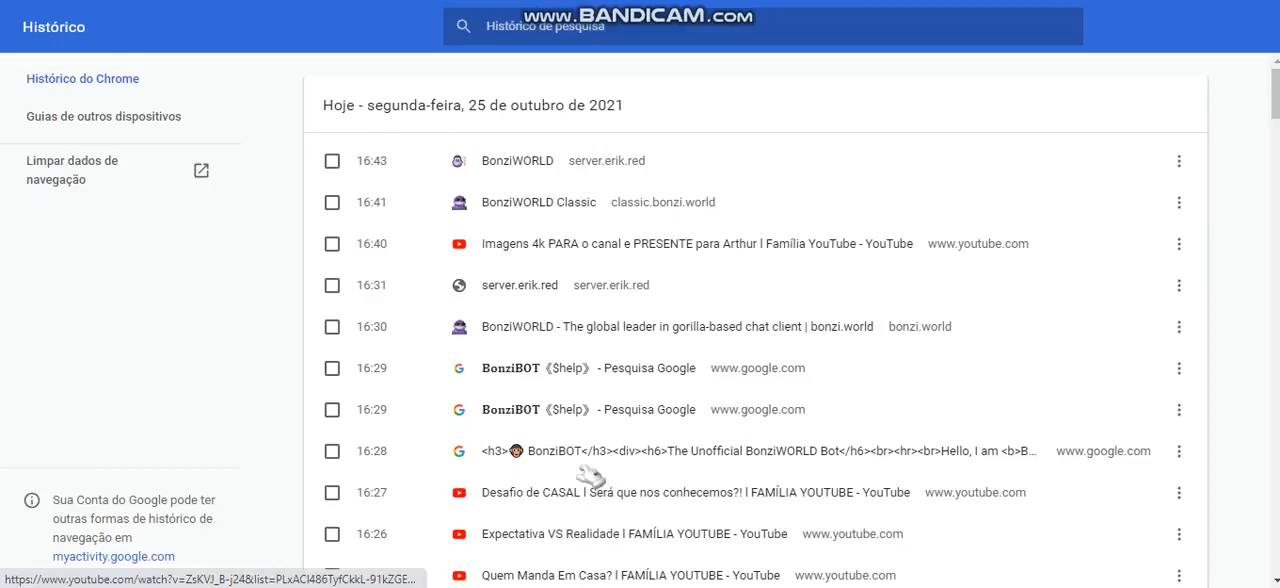 www.BANDICAM.com
Histórico
Histórico de pesquisa
Histórico do Chrome
Guias de outros dispositivos
Limpar dados de
navegação
Hoje - segunda-feira, 25 de outubro de 2021
16:43 BonziWORLD server.erik.red
16:41 BonziWORLD Classic classic.bonzi.world
16:40 Imagens 4k PARA o canal e PRESENTE para Arthur l Família YouTube - YouTube www.youtube.com
16:31 server.erik.red server.erik.red
16:30 BonziWORLD - The global leader in gorilla-based chat client | bonzi.world bonzi.world
16:29 𝐁𝐨𝐧𝐳𝐢𝐁𝐎𝐓《$help》 - Pesquisa Google www.google.com
16:29 𝐁𝐨𝐧𝐳𝐢𝐁𝐎𝐓《$help》 - Pesquisa Google www.google.com
16:28 <h3>🐵 BonziBOT</h3><div><h6>The Unofficial BonziWORLD Bot</h6><br><hr><br>Hello, I am <b>B... www.google.com
16:27 Desafio de CASAL l Será que nos conhecemos?! l FAMÍLIA YOUTUBE - YouTube www.youtube.com
16:26 Expectativa VS Realidade l FAMÍLIA YOUTUBE - YouTube www.youtube.com
Quem Manda Em Casa? l FAMÍLIA YOUTUBE - YouTube www.youtube.com
Sua Conta do Google pode ter
outras formas de histórico de
navegação em
myactivity.google.com
https://www.youtube.com/watch?v=ZsKVJ_B-j24&list=PLxACl486TyfCkkL-91kZGE...